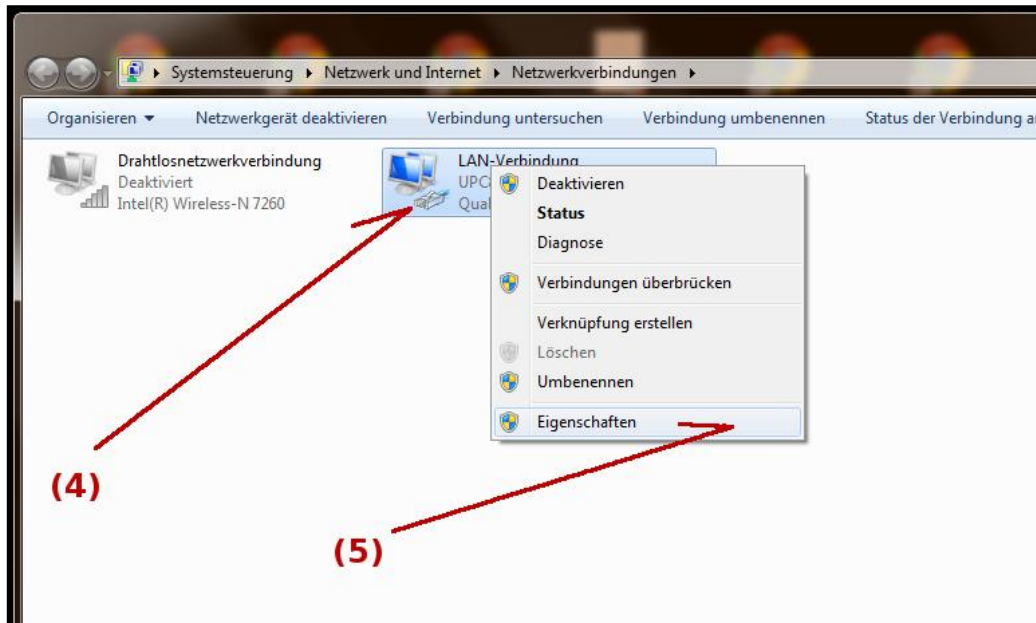 Systemsteuerung ▸ Netzwerk und Internet ▸ Netzwerkverbindungen ▸
Organisieren ▾ Netzwerkgerät deaktivieren Verbindung untersuchen Verbindung umbenennen Status der Verbindung
Drahtlosnetzwerkverbindung
Deaktiviert
Intel(R) Wireless-N 7260
LAN-Verbindung
UPC
Qual
Deaktivieren
Status
Diagnose
Verbindungen überbrücken
Verknüpfung erstellen
Löschen
Umbenennen
Eigenschaften
(4)
(5)